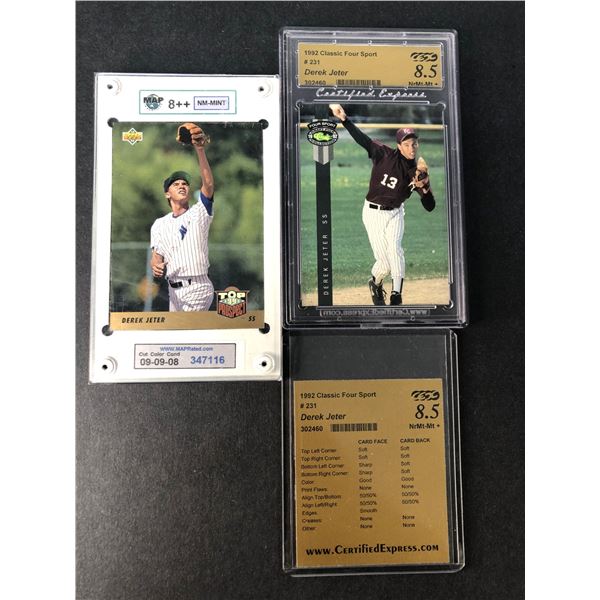 MAP
8++
NM-MINT
UPPER DECK
TOP
1993
PROSPECT
DEREK JETER SS
WWW.MAPRated.com
Cut Color Cond
09-09-08 347116
1992 Classic Four Sport
# 231
Derek Jeter
302460
8.5
NrMt-Mt +
Certified Express
FOUR SPORT
13
DEREK JETER SS
www.CertifiedExpress.com
1992 Classic Four Sport
# 231
Derek Jeter
302460
8.5
NrMt-Mt +
CARD FACE CARD BACK
Top Left Corner: Soft Soft
Top Right Corner: Soft Soft
Bottom Left Corner: Sharp Soft
Bottom Right Corner: Sharp Soft
Color Good Good
Print Flaws: None None
Align Top/Bottom: 50/50% 50/50%
Align Left/Right 50/50% 50/50%
Edges: Smooth
Creases: None None
Other: None None
www.CertifiedExpress.com